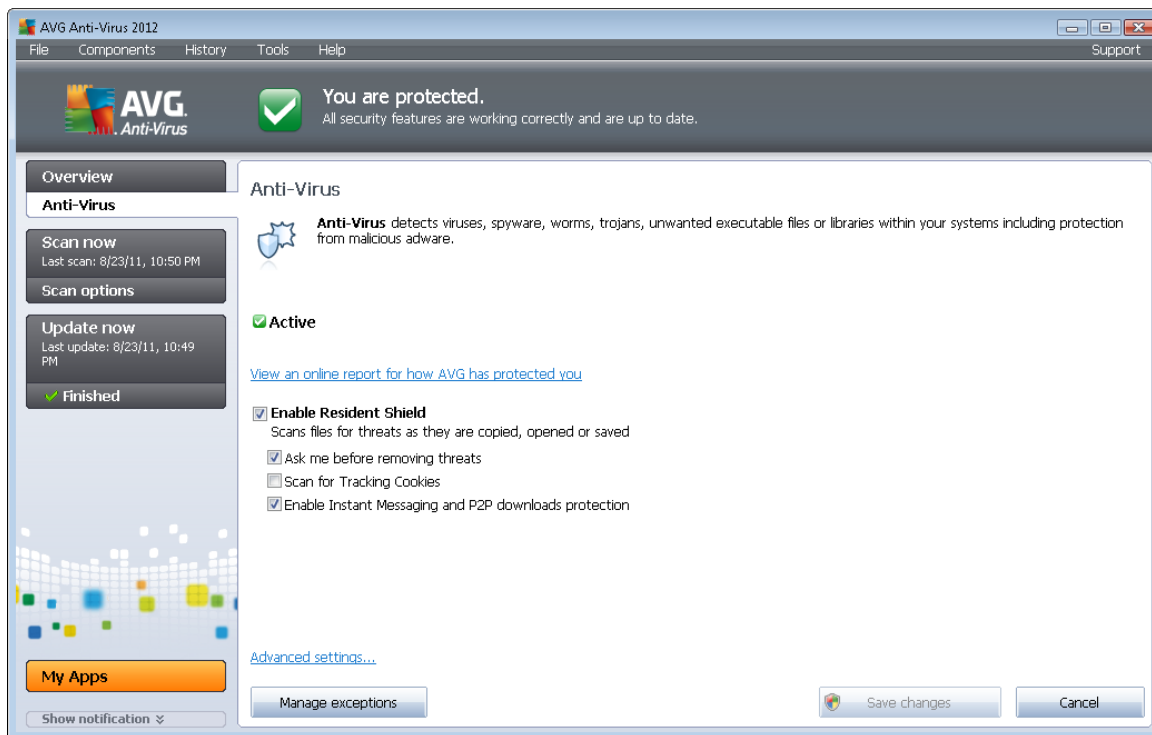 AVG Anti-Virus 2012
File Components History Tools Help Support
AVG.
Anti-Virus
You are protected.
All security features are working correctly and are up to date.
Overview
Anti-Virus
Scan now
Last scan: 8/23/11, 10:50 PM
Scan options
Update now
Last update: 8/23/11, 10:49
PM
Finished
My Apps
Show notification
Anti-Virus
Anti-Virus detects viruses, spyware, worms, trojans, unwanted executable files or libraries within your systems including protection
from malicious adware.
Active
View an online report for how AVG has protected you
Enable Resident Shield
Scans files for threats as they are copied, opened or saved
Ask me before removing threats
Scan for Tracking Cookies
Enable Instant Messaging and P2P downloads protection
Advanced settings...
Manage exceptions
Save changes
Cancel